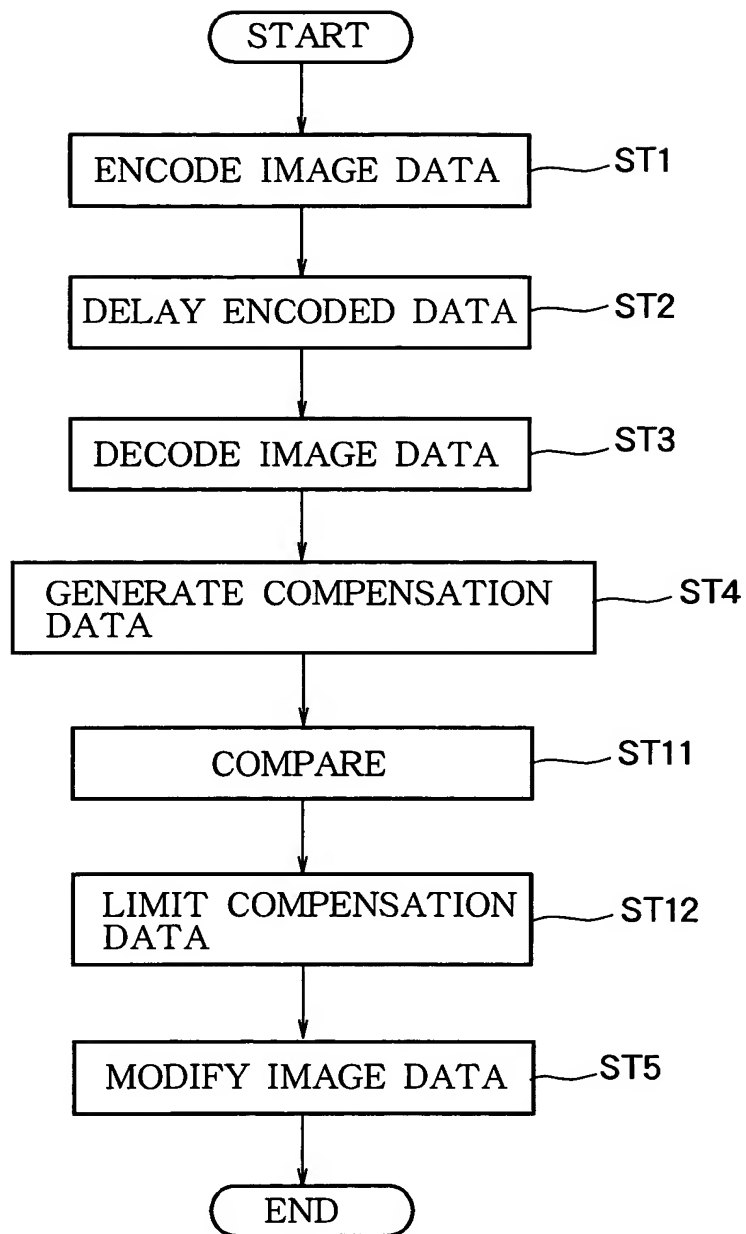 START
ENCODE IMAGE DATA
ST1
DELAY ENCODED DATA
ST2
DECODE IMAGE DATA
ST3
GENERATE COMPENSATION
DATA
ST4
COMPARE
ST11
LIMIT COMPENSATION
DATA
ST12
MODIFY IMAGE DATA
ST5
END